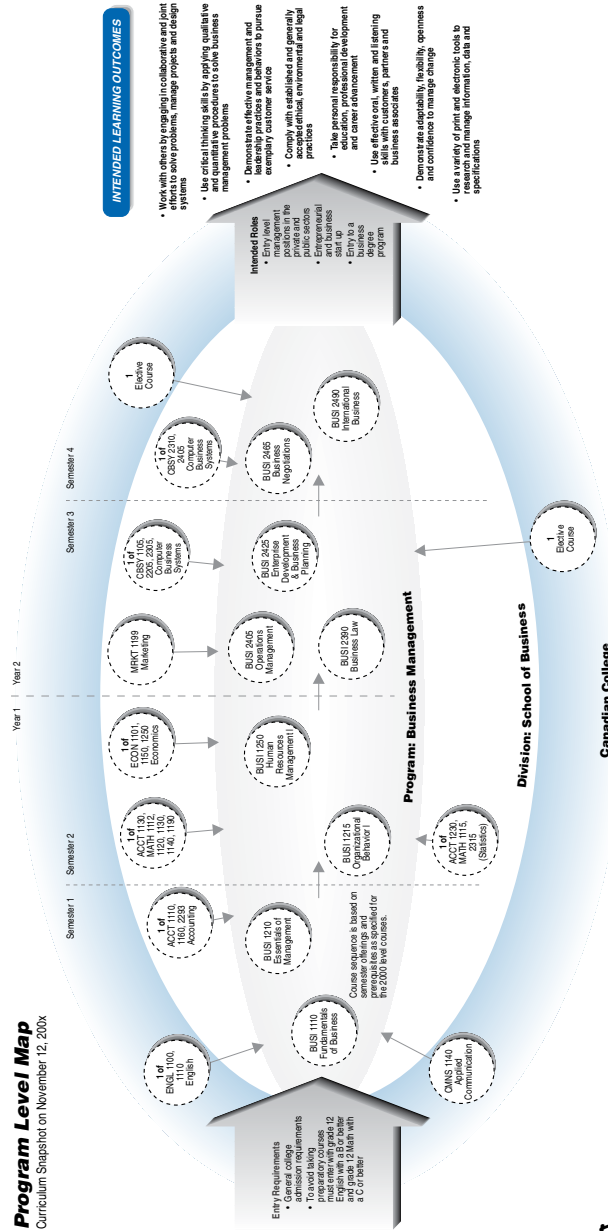 Program Level Map
Curriculum Snapshot on November 12, 200x
Entry Requirements
• General college
admission requirements
• To avoid taking
preparatory courses
must enter with grade 12
English with a B or better
and grade 12 Math with
a C or better
Year 1
Year 2
Semester 1
Semester 2
Semester 3
Semester 4
1 of
ENGL 1100,
1110
English
1 of
ACCT 1110,
1160, 2293
Accounting
1 of
ACCT 1130,
MATH 1112,
1120, 1130,
1140, 1190
1 of
ECON 1101,
1150, 1250
Economics
MRKT 1199
Marketing
1 of
CBSY 1105,
2205, 2305,
Computer
Business
Systems
1 of
CBSY 2310,
2405
Computer
Business
Systems
1
Elective
Course
BUSI 1110
Fundamentals
of Business
BUSI 1210
Essentials of
Management
BUSI 1215
Organizational
Behavior I
BUSI 1250
Human
Resources
Management I
BUSI 2405
Operations
Management
BUSI 2390
Business Law
BUSI 2425
Enterprise
Development
& Business
Planning
BUSI 2465
Business
Negotiations
BUSI 2490
International
Business
Course sequence is based on
semester offerings and
prerequisites as specified for
the 2000 level courses.
CMNS 1140
Applied
Communication
1 of
ACCT 1230,
MATH 1115,
2315
(Statistics)
1
Elective
Course
Program: Business Management
Division: School of Business
Canadian College
Intended Roles
• Entry level
management
positions in the
private and
public sectors
• Entrepreneurial
and business
start up
• Entry to a
business
degree
program
INTENDED LEARNING OUTCOMES
• Work with others by engaging in collaborative and joint
efforts to solve problems, manage projects and design
systems
• Use critical thinking skills by applying qualitative
and quantitative procedures to solve business
management problems
• Demonstrate effective management and
leadership practices and behaviors to pursue
exemplary customer service
• Comply with established and generally
accepted ethical, environmental and legal
practices
• Take personal responsibility for
education, professional development
and career advancement
• Use effective oral, written and listening
skills with customers, partners and
business associates
• Demonstrate adaptability, flexibility, openness
and confidence to manage change
• Use a variety of print and electronic tools to
research and manage information, data and
specifications